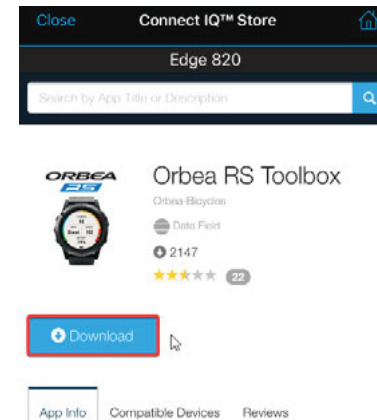 Close Connect IQ™ Store
Edge 820
Search by App Title or Description
ORBEA
RS
Orbea RS Toolbox
Orbea-Bicycles
Data Field
2147
22
Download
App Info Compatible Devices Reviews